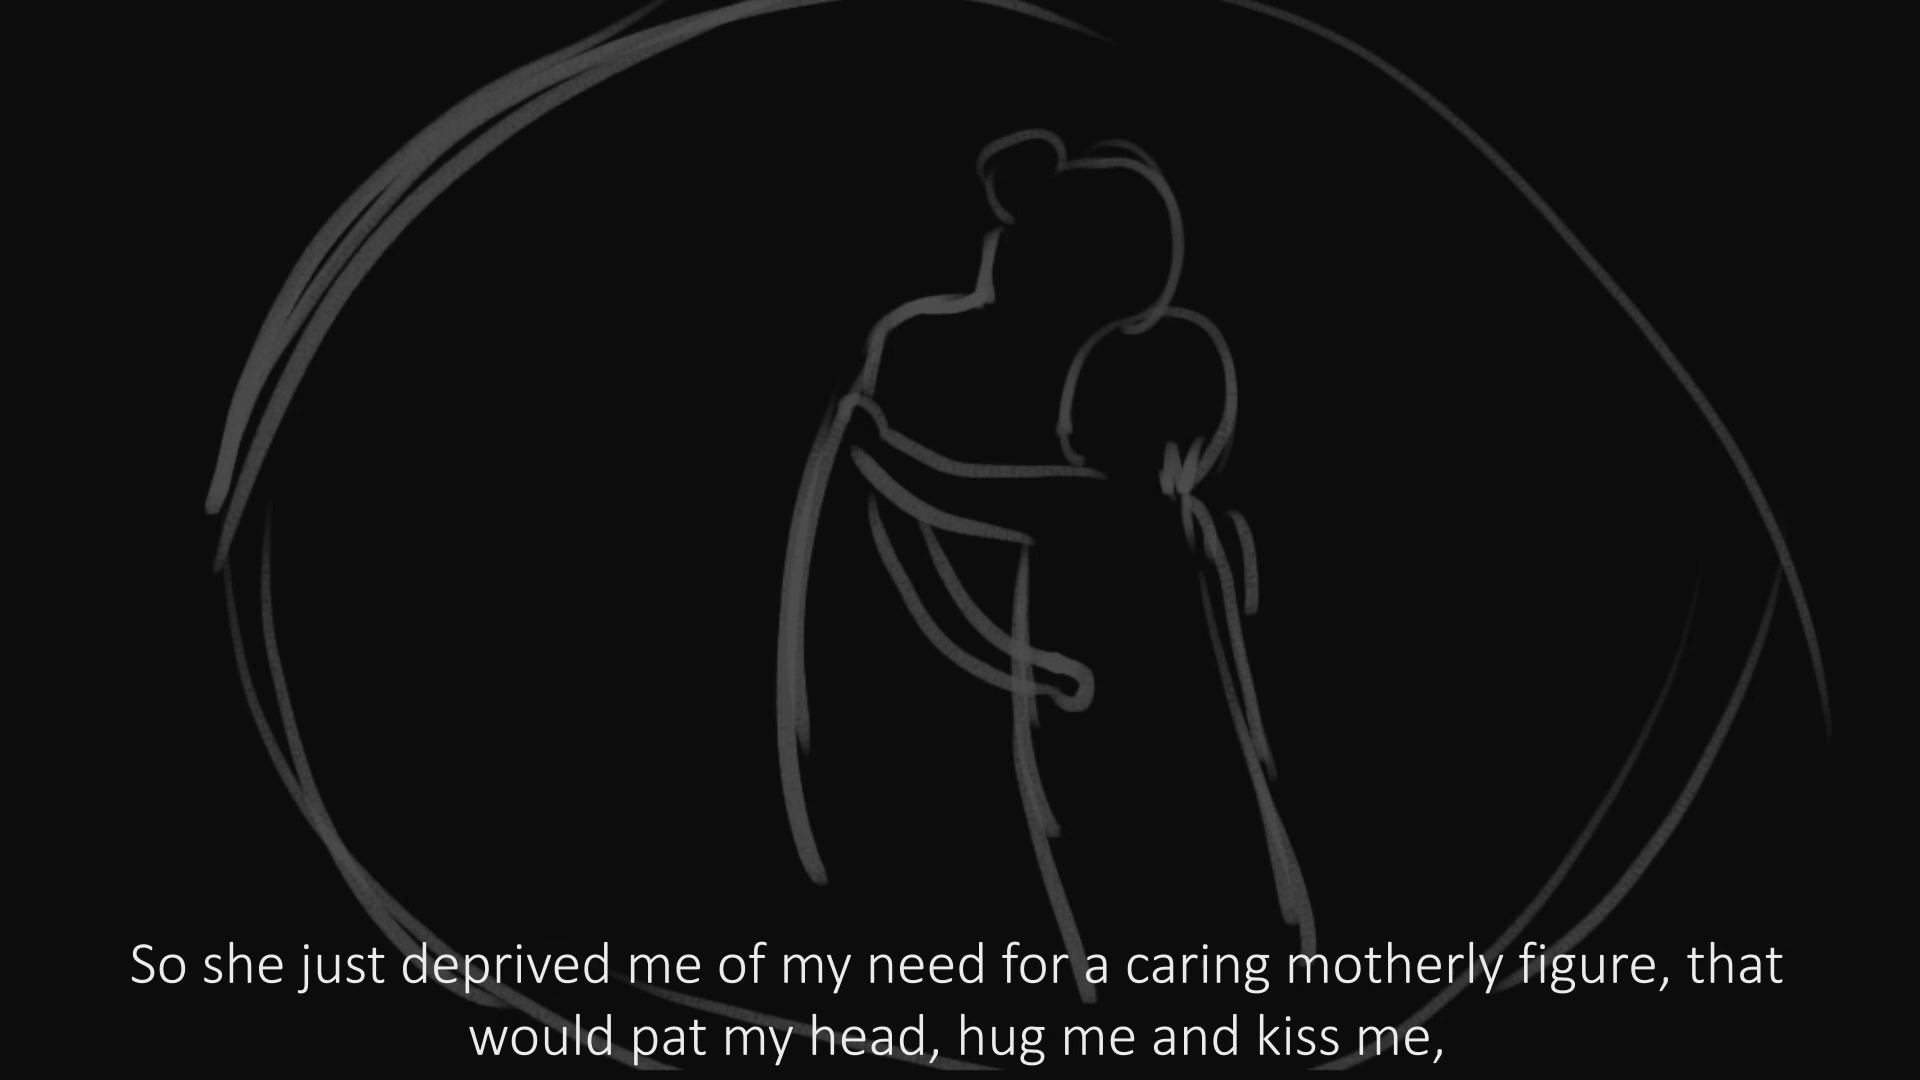 So she just deprived me of my need for a caring motherly figure, that
would pat my head, hug me and kiss me,